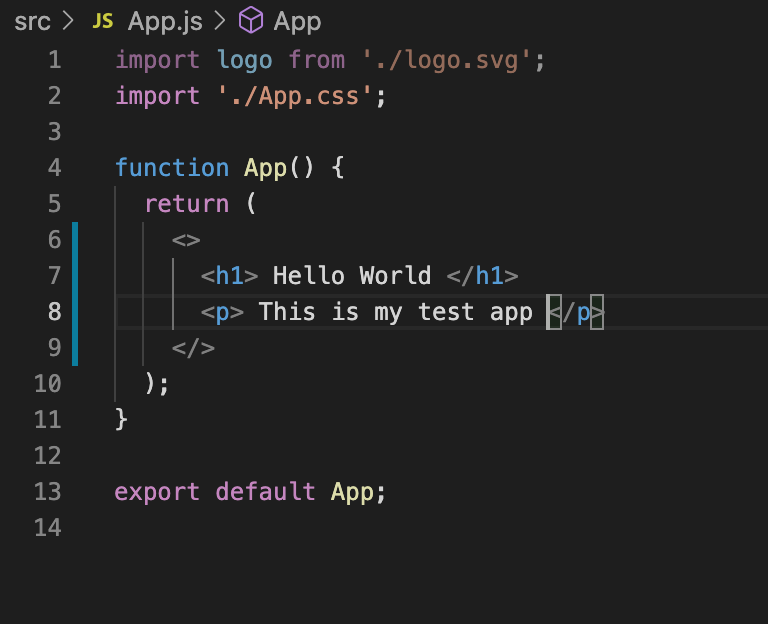 src > JS App.js > App
1 import logo from './logo.svg';
2 import './App.css';
3
4 function App() {
5   return (
6     <>
7       <h1> Hello World </h1>
8       <p> This is my test app </p>
9     </>
10   );
11 }
12
13 export default App;
14